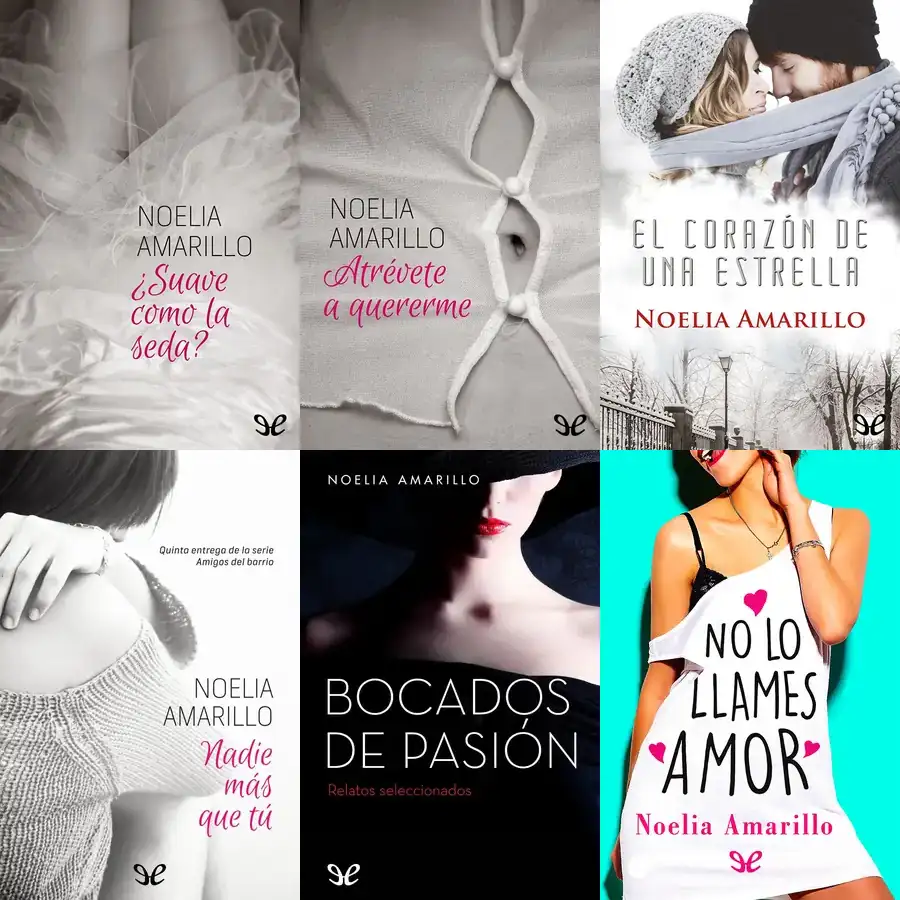 NOELIA
AMARILLO
¿Suave
como la
seda?
NOELIA
AMARILLO
Atrévete
a quererme
EL CORAZÓN DE
UNA ESTRELLA
NOELIA AMARILLO
Quinta entrega de la serie
Amigos del barrio
NOELIA
AMARILLO
Nadie
más
que tú
NOELIA AMARILLO
BOCADOS
DE PASIÓN
Relatos seleccionados
NO LO
LLAMES
AMOR
Noelia Amarillo